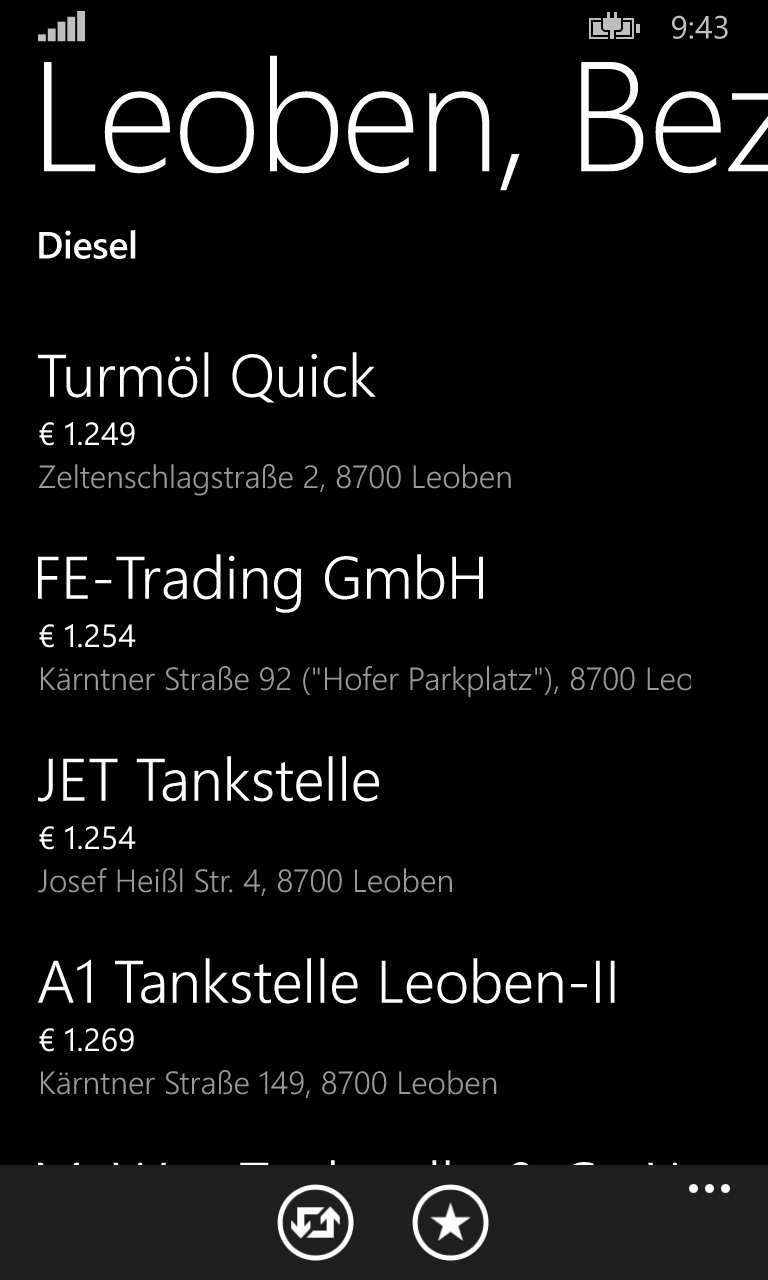 9:43
Leoben, Bez
Diesel
Turmöl Quick
€ 1.249
Zeltenschlagstraße 2, 8700 Leoben
FE-Trading GmbH
€ 1.254
Kärntner Straße 92 ("Hofer Parkplatz"), 8700 Leo
JET Tankstelle
€ 1.254
Josef Heißl Str. 4, 8700 Leoben
A1 Tankstelle Leoben-II
€ 1.269
Kärntner Straße 149, 8700 Leoben